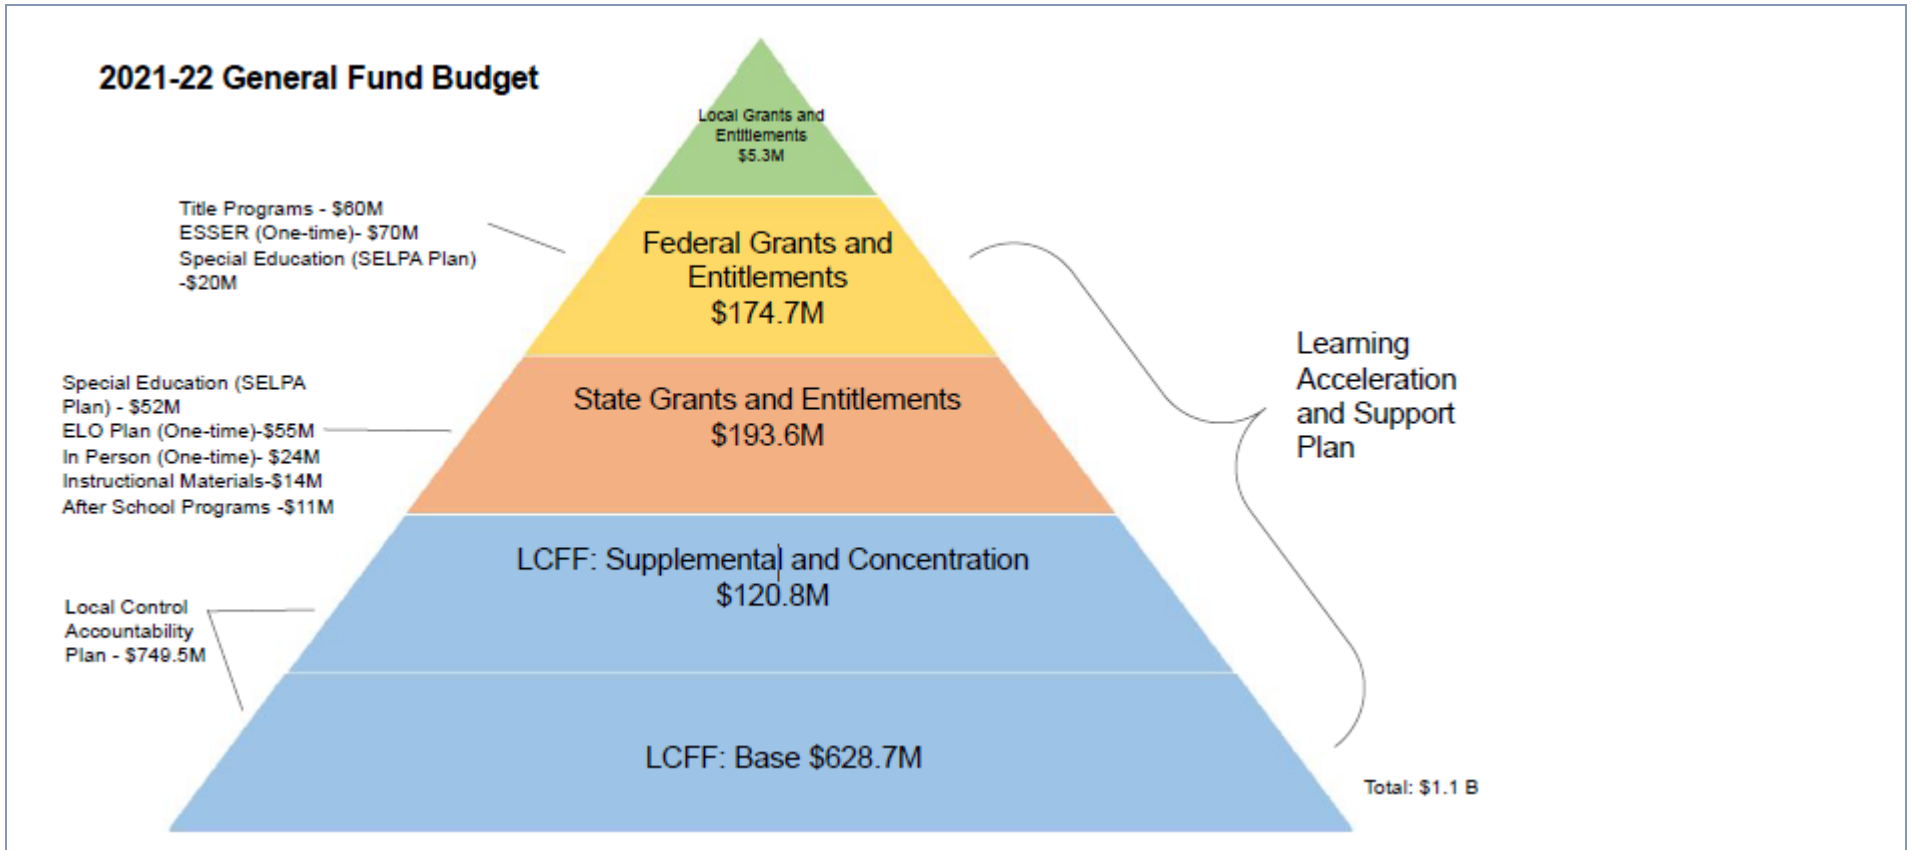 2021-22 General Fund Budget
Local Grants and
Entitlements
$5.3M
Title Programs - $60M
ESSER (One-time)- $70M
Special Education (SELPA Plan)
-$20M
Federal Grants and
Entitlements
$174.7M
Special Education (SELPA
Plan) - $52M
ELO Plan (One-time)-$55M
In Person (One-time)- $24M
Instructional Materials-$14M
After School Programs -$11M
State Grants and Entitlements
$193.6M
Learning
Acceleration
and Support
Plan
LCFF: Supplemental and Concentration
$120.8M
Local Control
Accountability
Plan - $749.5M
LCFF: Base $628.7M
Total: $1.1 B